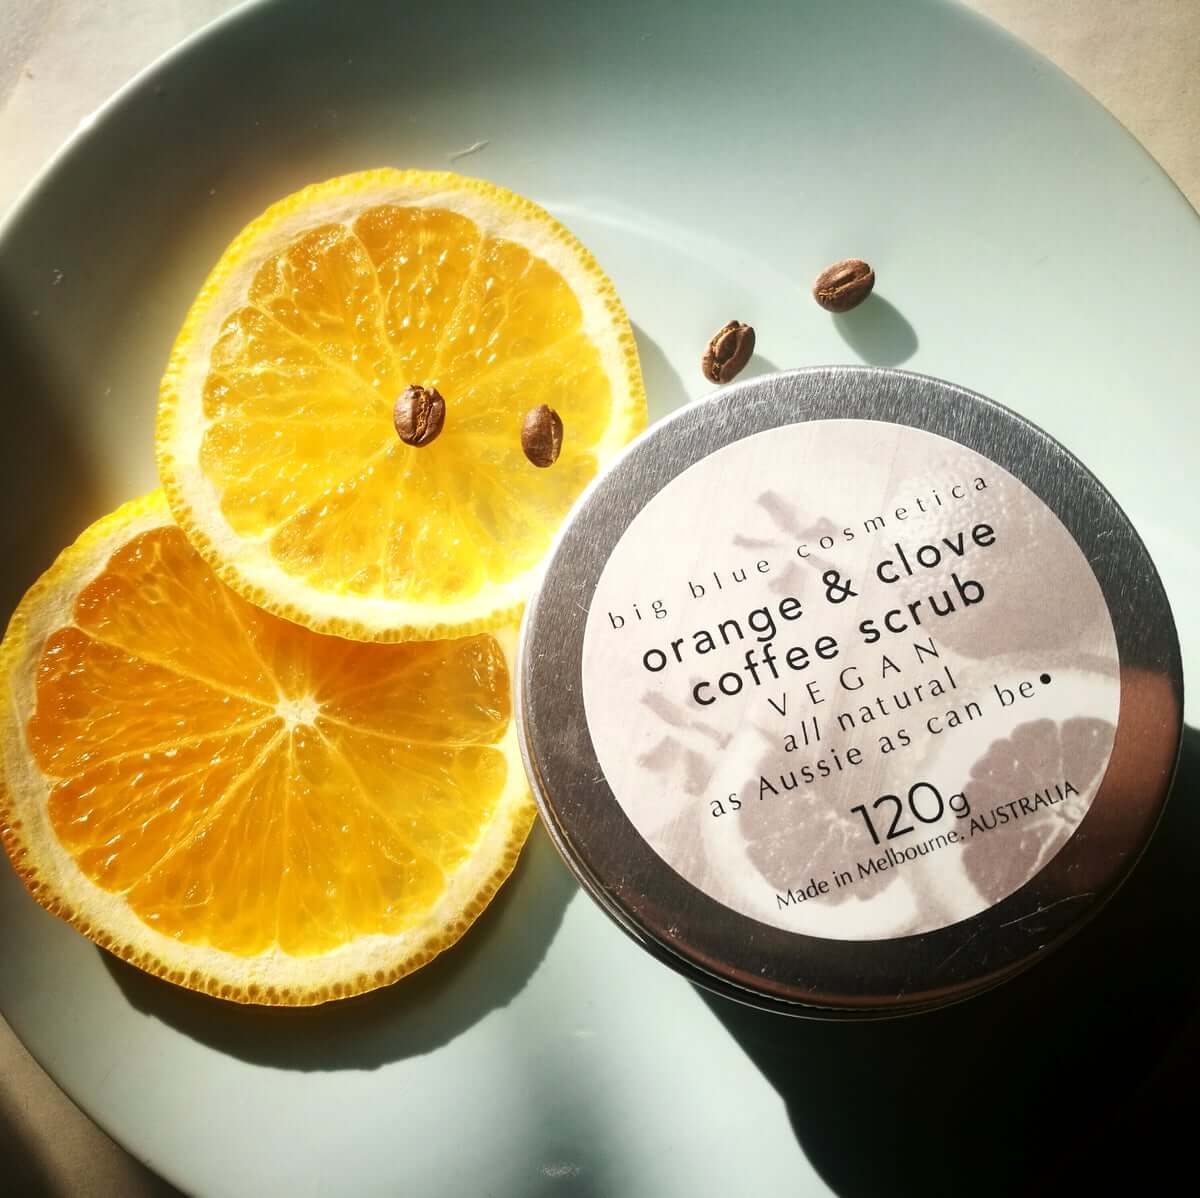 big blue cosmetica
orange & clove
coffee scrub
VEGAN
all natural
as Aussie as can be•
120g
Made in Melbourne. AUSTRALIA